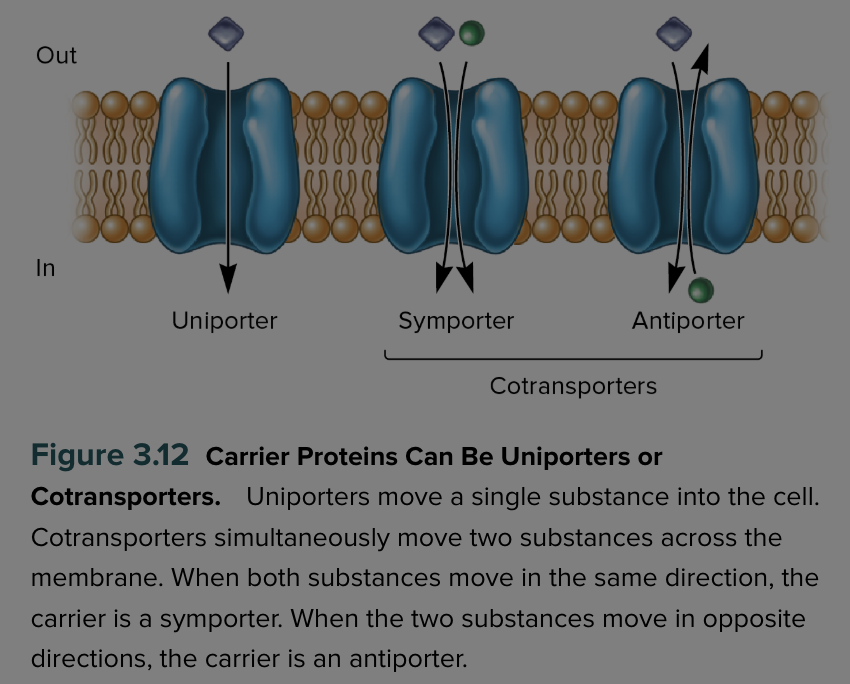 Out
In
Uniporter
Symporter
Antiporter
Cotransporters
Figure 3.12 Carrier Proteins Can Be Uniporters or
Cotransporters. Uniporters move a single substance into the cell.
Cotransporters simultaneously move two substances across the
membrane. When both substances move in the same direction, the
carrier is a symporter. When the two substances move in opposite
directions, the carrier is an antiporter.